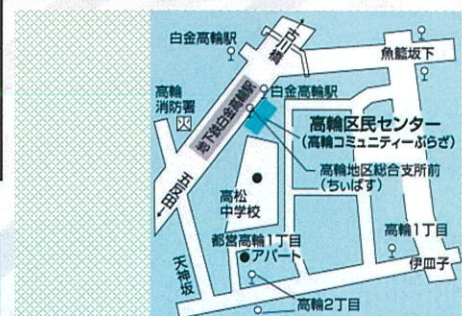 古川橋
白金高輪駅
魚籃坂下
高輪
消防署
白金高輪駅
地下鉄白金高輪駅
高輪区民センター
(高輪コミュニティーぷらざ)
高輪地区総合支所前
(ちぃばす)
五反田
高松
中学校
都営高輪1丁目
アパート
高輪1丁目
伊皿子
天神坂
高輪2丁目